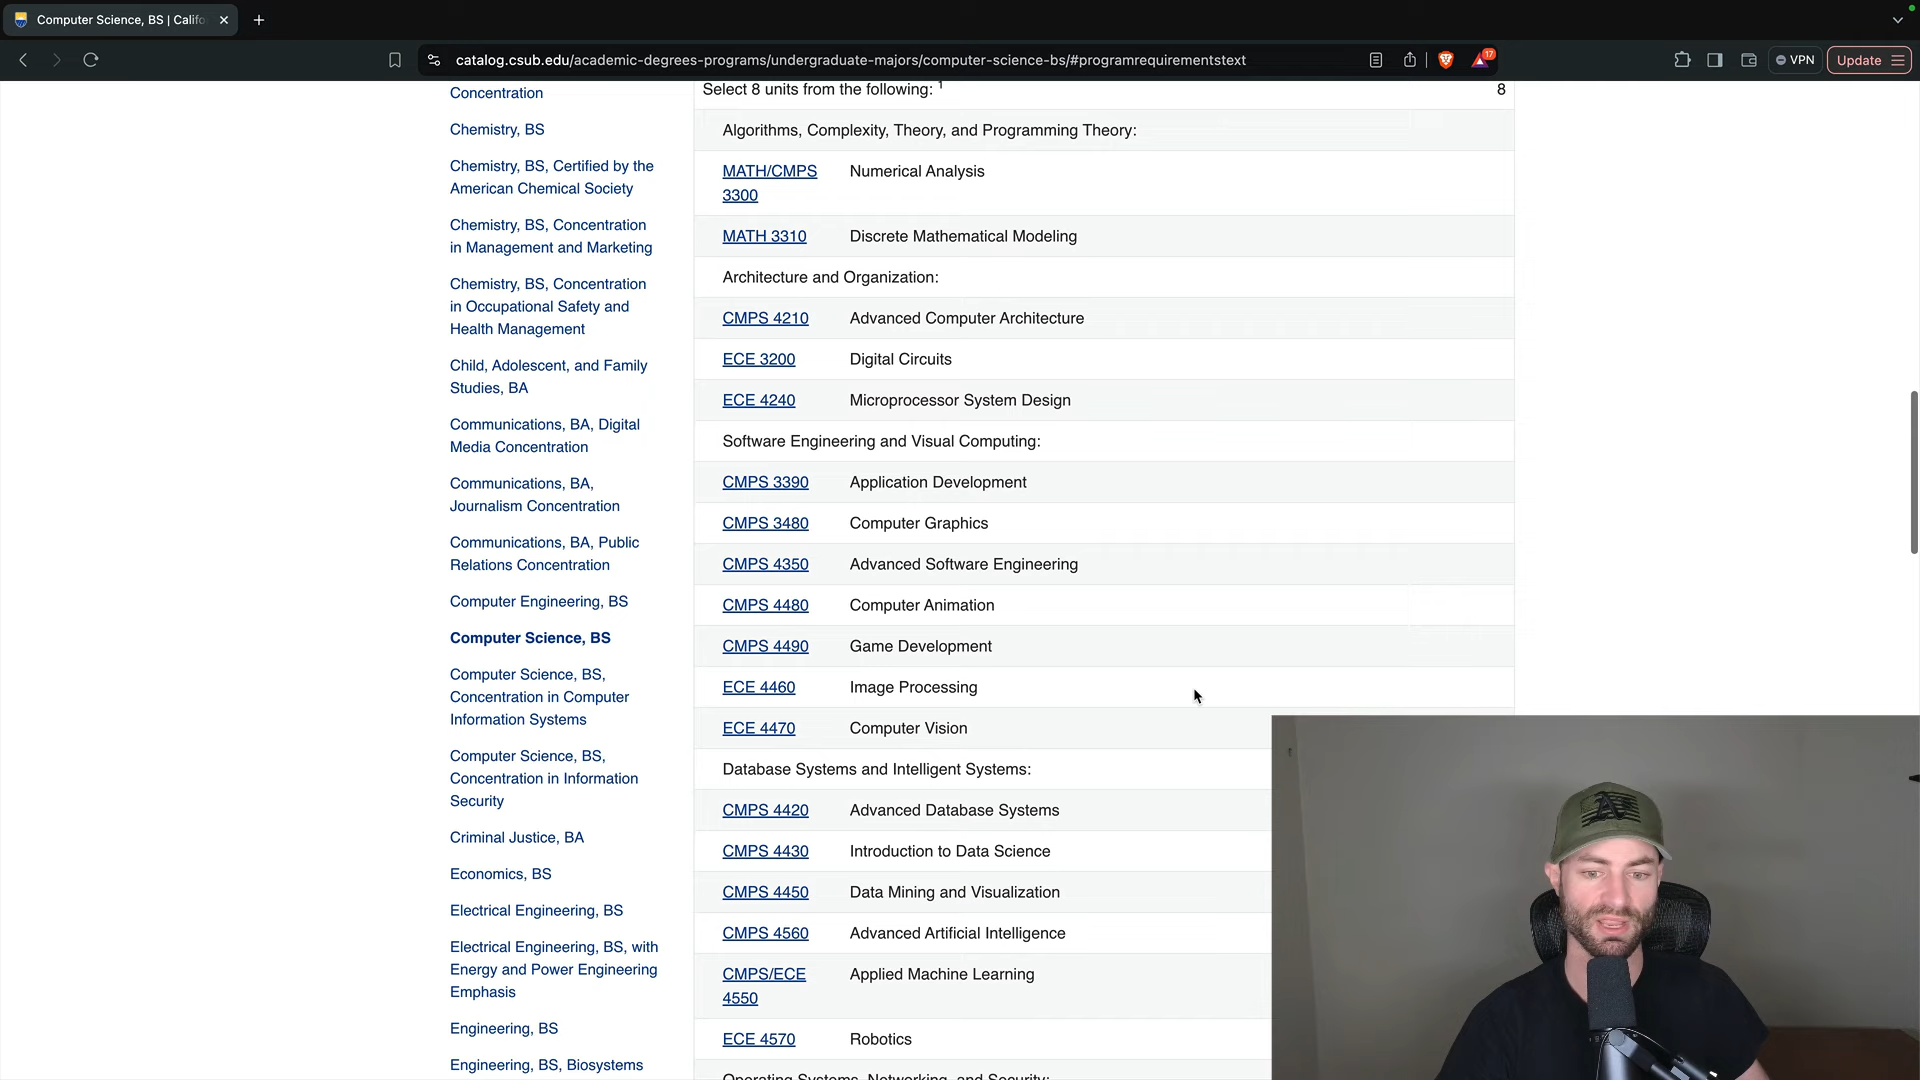 Computer Science, BS | Califo
catalog.csub.edu/academic-degrees-programs/undergraduate-majors/computer-science-bs/#programrequirementstext
17
VPN
Update
Concentration
Chemistry, BS
Chemistry, BS, Certified by the
American Chemical Society
Chemistry, BS, Concentration
in Management and Marketing
Chemistry, BS, Concentration
in Occupational Safety and
Health Management
Child, Adolescent, and Family
Studies, BA
Communications, BA, Digital
Media Concentration
Communications, BA,
Journalism Concentration
Communications, BA, Public
Relations Concentration
Computer Engineering, BS
Computer Science, BS
Computer Science, BS,
Concentration in Computer
Information Systems
Computer Science, BS,
Concentration in Information
Security
Criminal Justice, BA
Economics, BS
Electrical Engineering, BS
Electrical Engineering, BS, with
Energy and Power Engineering
Emphasis
Engineering, BS
Engineering, BS, Biosystems
Select 8 units from the following: 1 8
Algorithms, Complexity, Theory, and Programming Theory:
MATH/CMPS Numerical Analysis
3300
MATH 3310 Discrete Mathematical Modeling
Architecture and Organization:
CMPS 4210 Advanced Computer Architecture
ECE 3200 Digital Circuits
ECE 4240 Microprocessor System Design
Software Engineering and Visual Computing:
CMPS 3390 Application Development
CMPS 3480 Computer Graphics
CMPS 4350 Advanced Software Engineering
CMPS 4480 Computer Animation
CMPS 4490 Game Development
ECE 4460 Image Processing
ECE 4470 Computer Vision
Database Systems and Intelligent Systems:
CMPS 4420 Advanced Database Systems
CMPS 4430 Introduction to Data Science
CMPS 4450 Data Mining and Visualization
CMPS 4560 Advanced Artificial Intelligence
CMPS/ECE Applied Machine Learning
4550
ECE 4570 Robotics
Operating Systems, Networking, and Security:
A